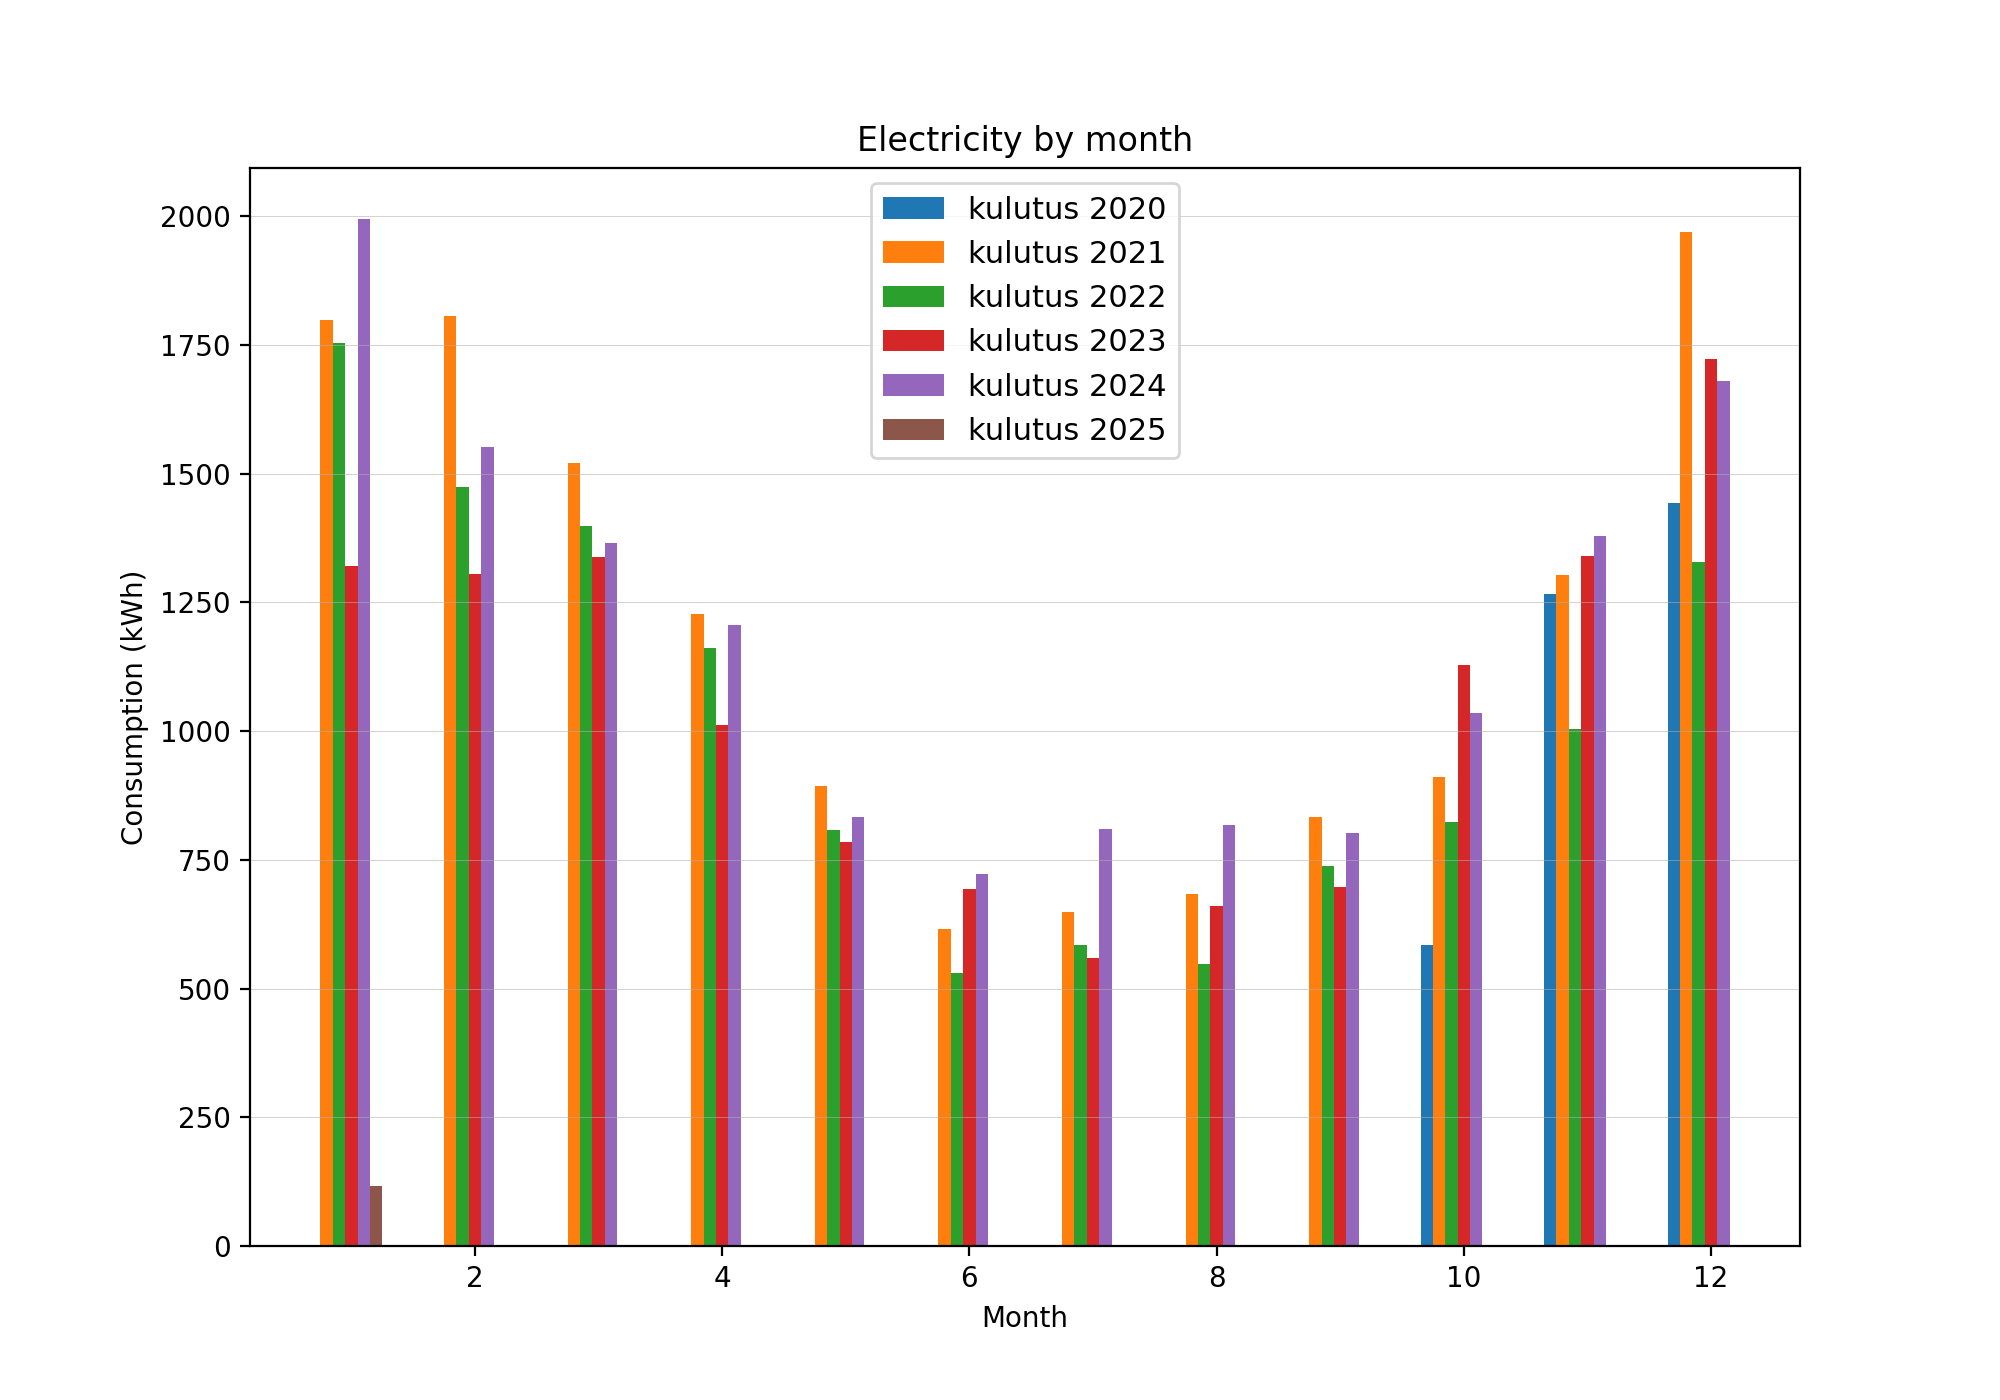 Electricity by month
kulutus 2020
kulutus 2021
kulutus 2022
kulutus 2023
kulutus 2024
kulutus 2025
2000
1750
1500
1250
1000
750
500
250
0
Consumption (kWh)
2 4 6 8 10 12
Month